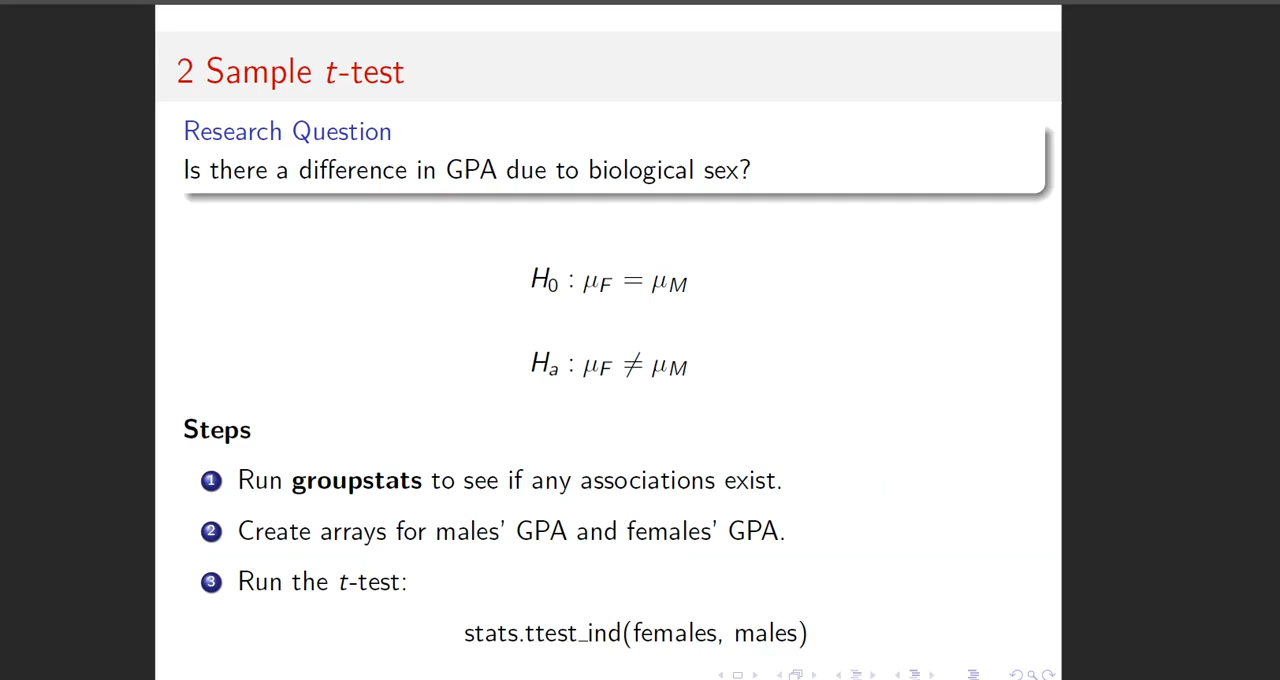 2 Sample t-test
Research Question
Is there a difference in GPA due to biological sex?
H₀ : μF = μM
Hₐ : μF ≠ μM
Steps
1 Run groupstats to see if any associations exist.
2 Create arrays for males' GPA and females' GPA.
3 Run the t-test:
stats.ttest_ind(females, males)